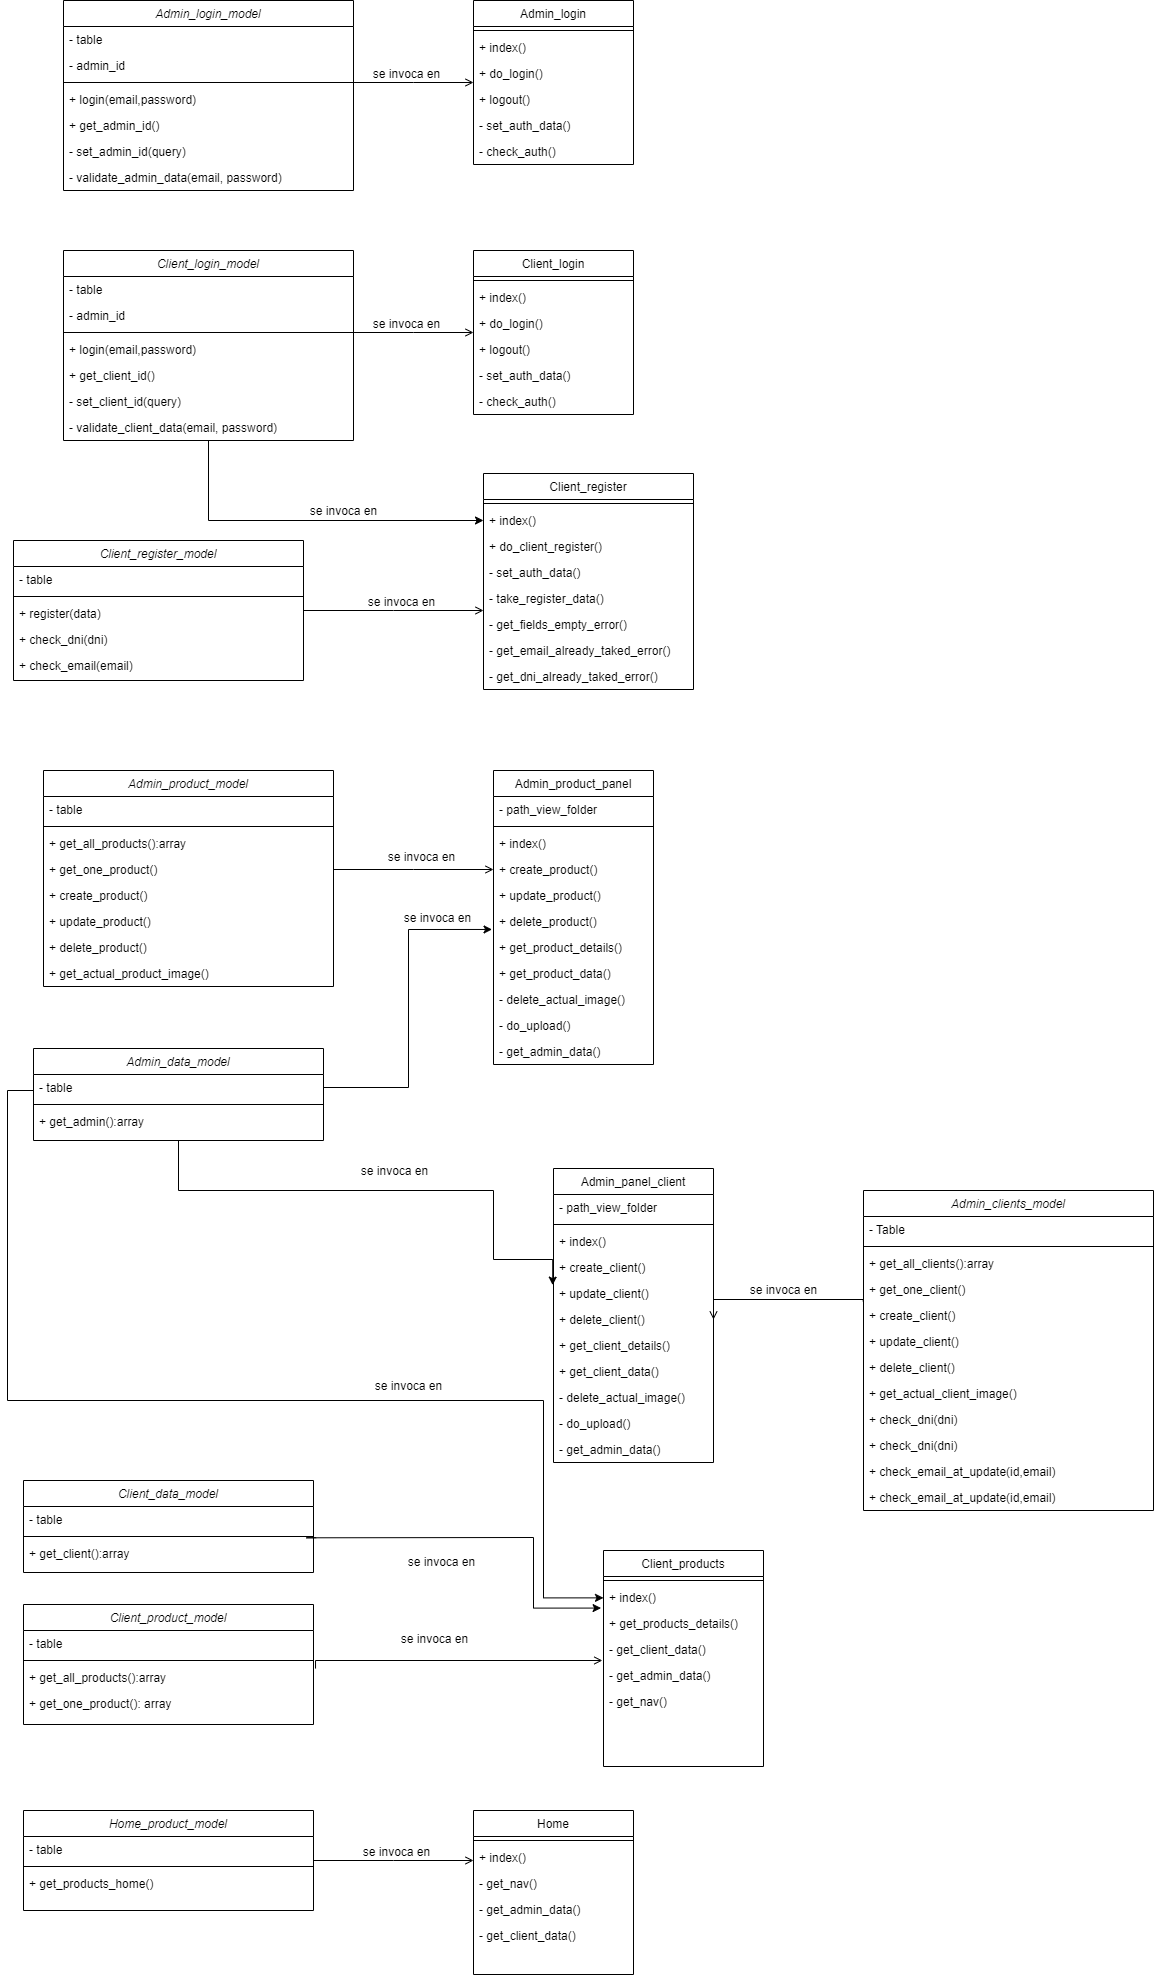 Admin_login_model
- table
- admin_id
+ login(email,password)
+ get_admin_id()
- set_admin_id(query)
- validate_admin_data(email, password)
se invoca en
Admin_login
+ index()
+ do_login()
+ logout()
- set_auth_data()
- check_auth()
Client_login_model
- table
- admin_id
+ login(email,password)
+ get_client_id()
- set_client_id(query)
- validate_client_data(email, password)
se invoca en
Client_login
+ index()
+ do_login()
+ logout()
- set_auth_data()
- check_auth()
se invoca en
Client_register_model
- table
+ register(data)
+ check_dni(dni)
+ check_email(email)
se invoca en
Client_register
+ index()
+ do_client_register()
- set_auth_data()
- take_register_data()
- get_fields_empty_error()
- get_email_already_taked_error()
- get_dni_already_taked_error()
Admin_product_model
- table
+ get_all_products():array
+ get_one_product()
+ create_product()
+ update_product()
+ delete_product()
+ get_actual_product_image()
se invoca en
se invoca en
Admin_product_panel
- path_view_folder
+ index()
+ create_product()
+ update_product()
+ delete_product()
+ get_product_details()
+ get_product_data()
- delete_actual_image()
- do_upload()
- get_admin_data()
Admin_data_model
- table
+ get_admin():array
se invoca en
Admin_panel_client
- path_view_folder
+ index()
+ create_client()
+ update_client()
+ delete_client()
+ get_client_details()
+ get_client_data()
- delete_actual_image()
- do_upload()
- get_admin_data()
se invoca en
Admin_clients_model
- Table
+ get_all_clients():array
+ get_one_client()
+ create_client()
+ update_client()
+ delete_client()
+ get_actual_client_image()
+ check_dni(dni)
+ check_dni(dni)
+ check_email_at_update(id,email)
+ check_email_at_update(id,email)
se invoca en
Client_data_model
- table
+ get_client():array
se invoca en
Client_product_model
- table
+ get_all_products():array
+ get_one_product(): array
se invoca en
Client_products
+ index()
+ get_products_details()
- get_client_data()
- get_admin_data()
- get_nav()
Home_product_model
- table
+ get_products_home()
se invoca en
Home
+ index()
- get_nav()
- get_admin_data()
- get_client_data()